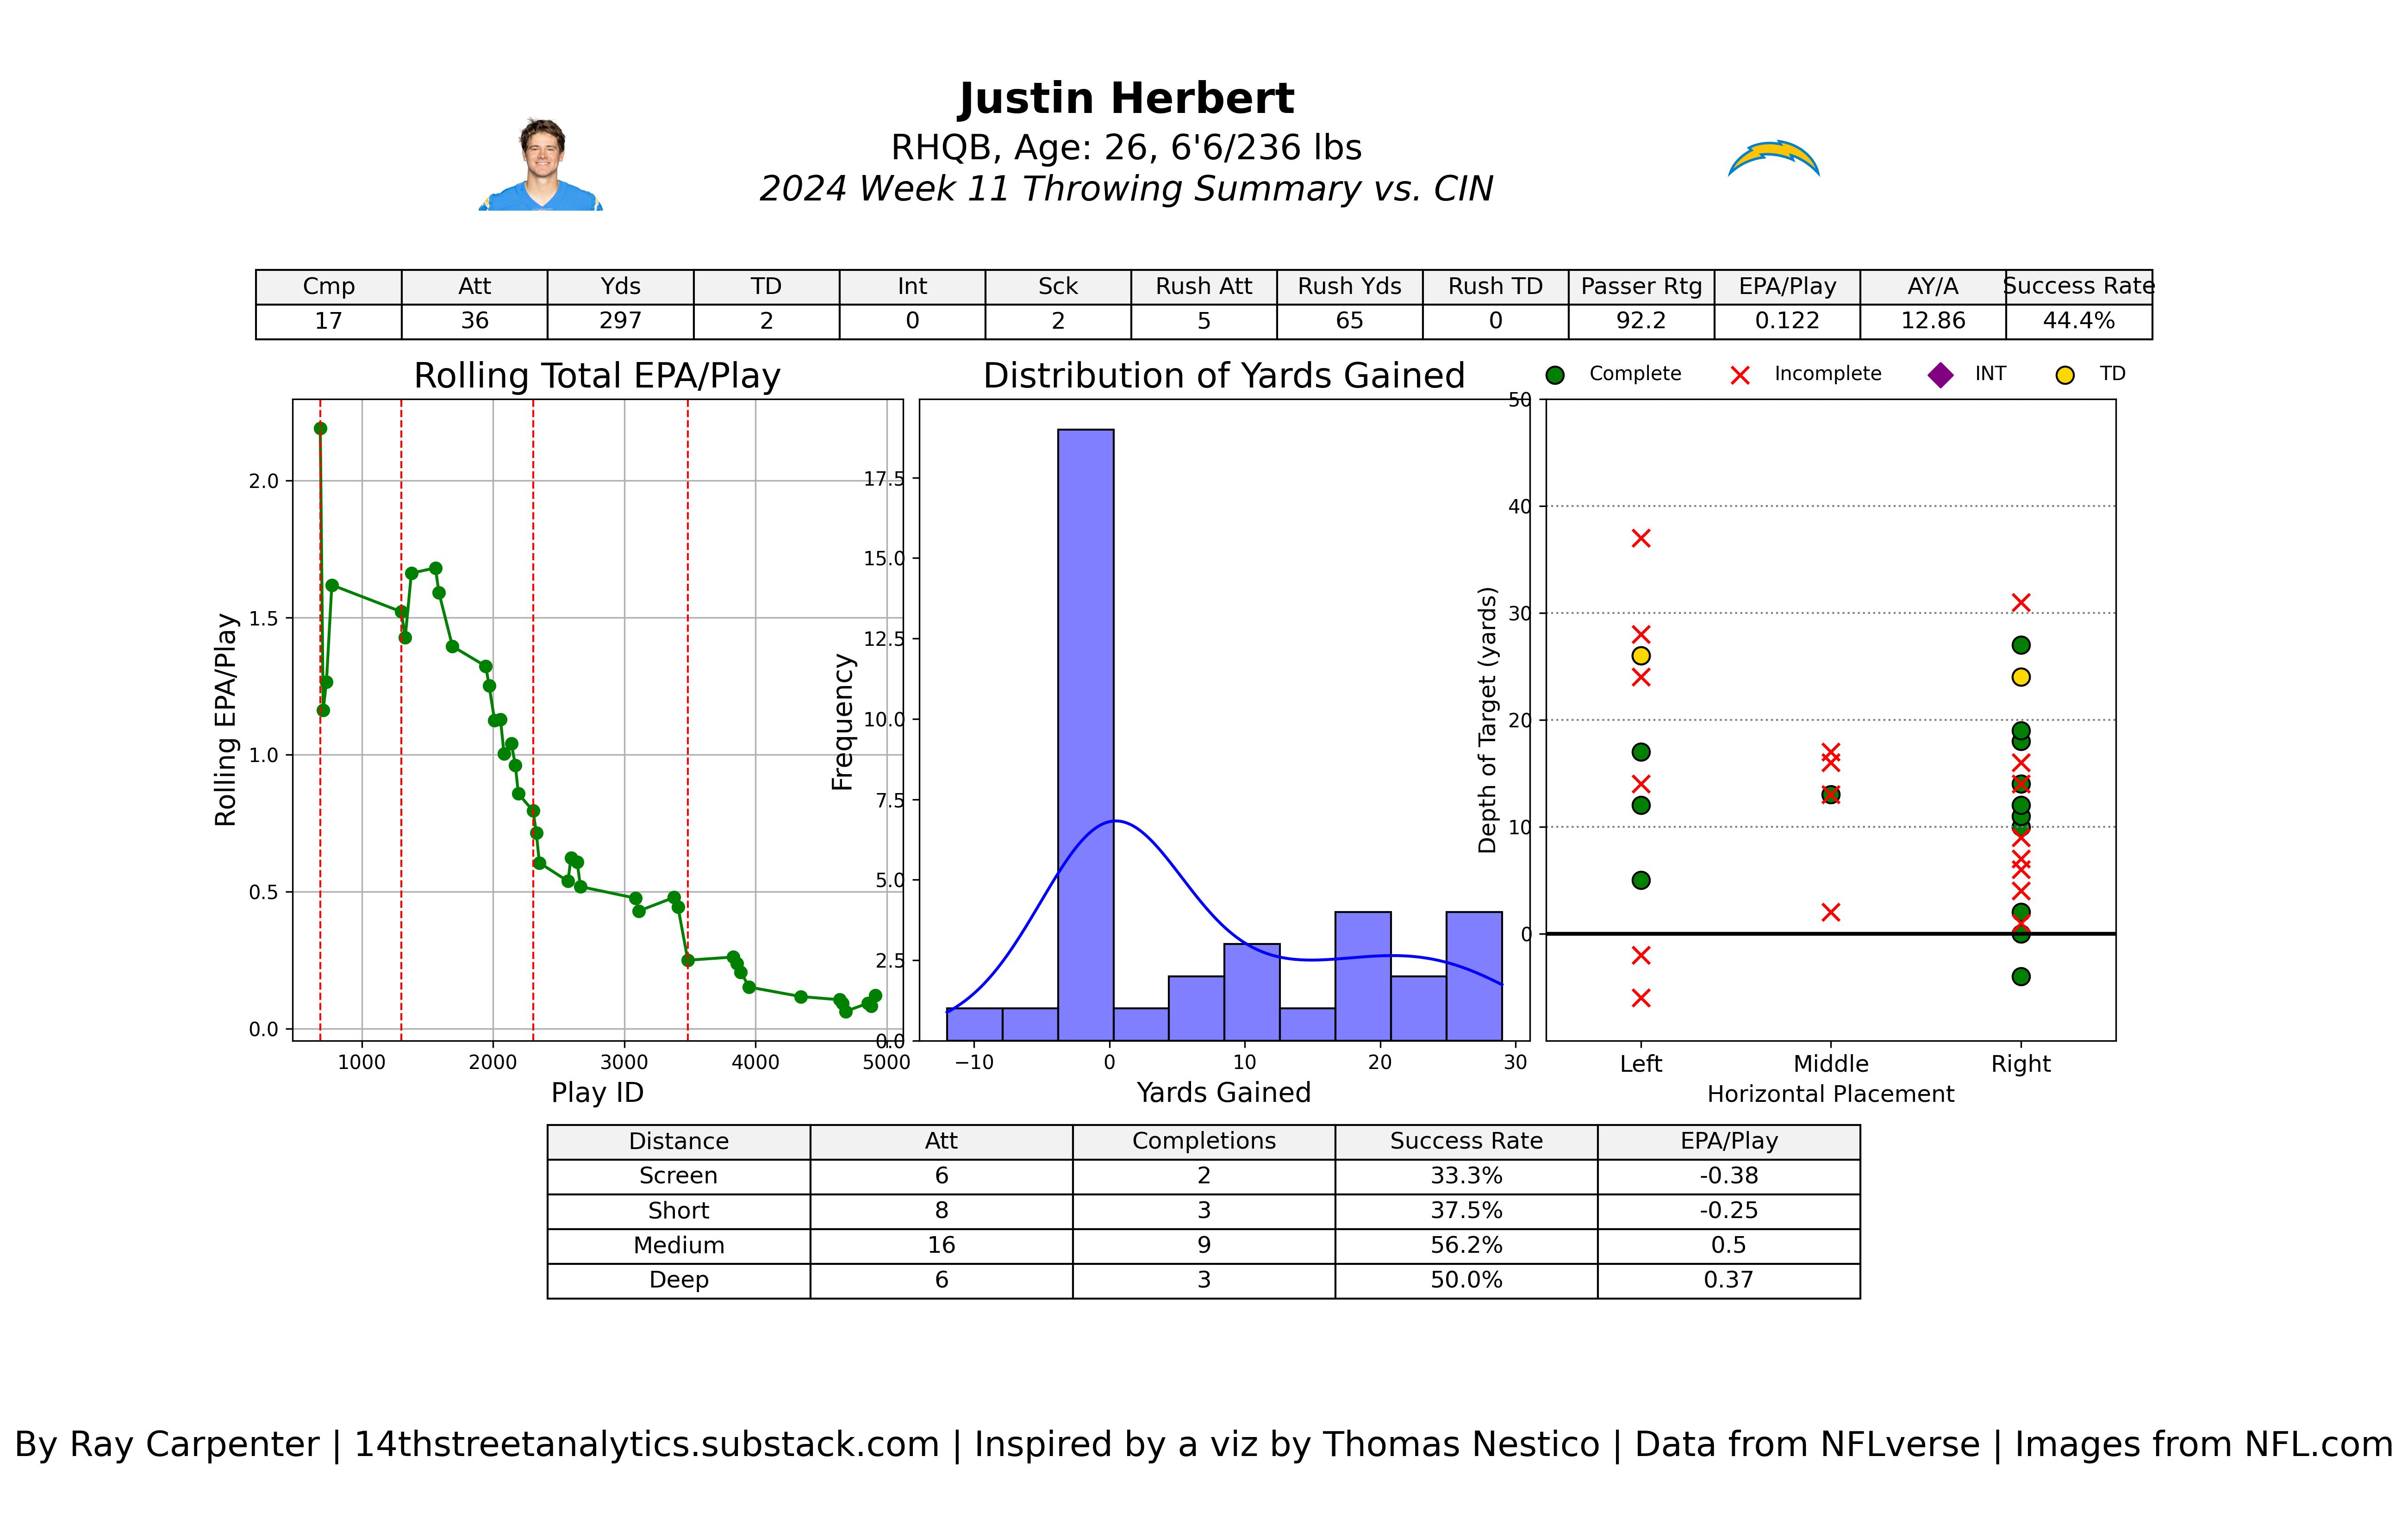 Justin Herbert
RHQB, Age: 26, 6'6/236 lbs
2024 Week 11 Throwing Summary vs. CIN
Cmp Att Yds TD Int Sck Rush Att Rush Yds Rush TD Passer Rtg EPA/Play AY/A Success Rate
17 36 297 2 0 2 5 65 0 92.2 0.122 12.86 44.4%
Rolling Total EPA/Play
Rolling EPA/Play
2.0
1.5
1.0
0.5
0.0
1000 2000 3000 4000 5000
Play ID
Distribution of Yards Gained
Frequency
17.5
15.0
12.5
10.0
7.5
5.0
2.5
0.0
−10 0 10 20 30
Yards Gained
Complete Incomplete INT TD
Depth of Target (yards)
50
40
30
20
10
0
Left Middle Right
Horizontal Placement
Distance Att Completions Success Rate EPA/Play
Screen 6 2 33.3% -0.38
Short 8 3 37.5% -0.25
Medium 16 9 56.2% 0.5
Deep 6 3 50.0% 0.37
By Ray Carpenter | 14thstreetanalytics.substack.com | Inspired by a viz by Thomas Nestico | Data from NFLverse | Images from NFL.com